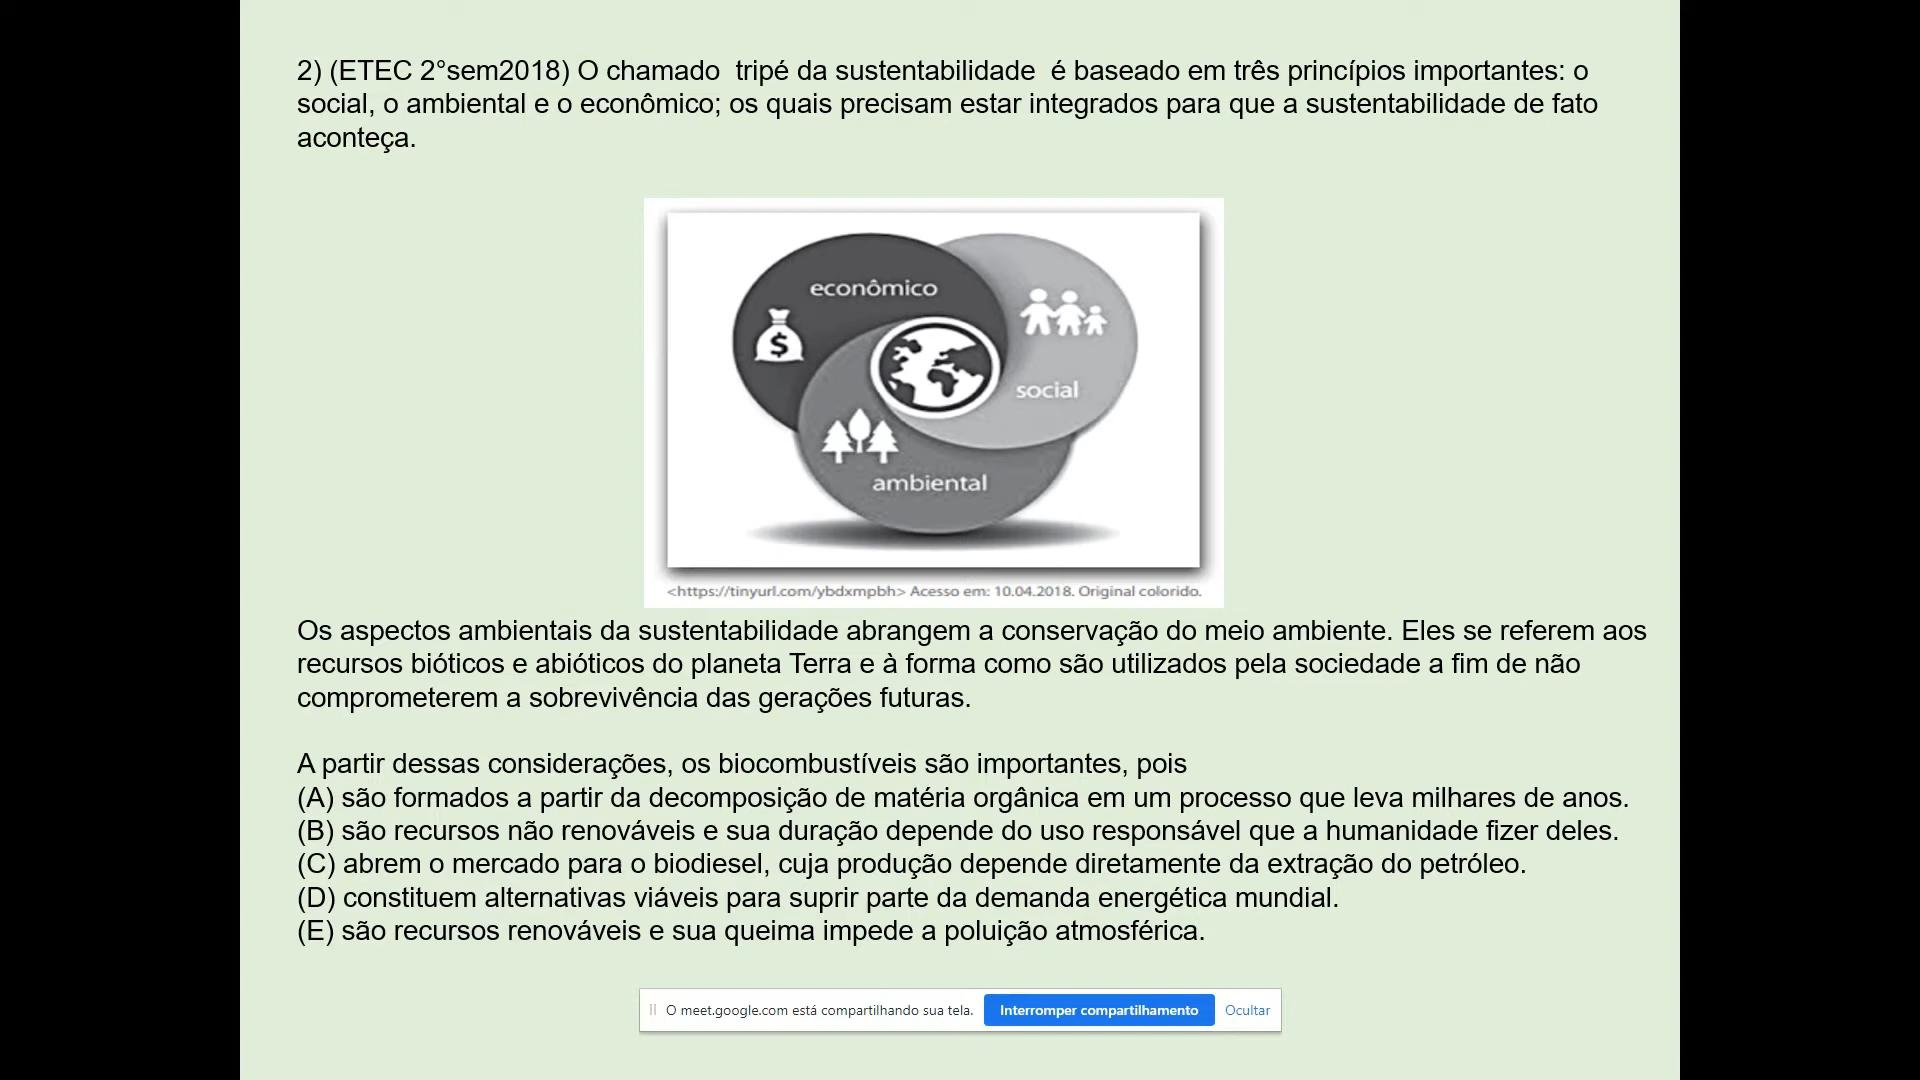 2) (ETEC 2°sem2018) O chamado  tripé da sustentabilidade  é baseado em três princípios importantes: o
social, o ambiental e o econômico; os quais precisam estar integrados para que a sustentabilidade de fato
aconteça.
econômico
$
social
ambiental
<https://tinyurl.com/ybdxmpbh> Acesso em: 10.04.2018. Original colorido.
Os aspectos ambientais da sustentabilidade abrangem a conservação do meio ambiente. Eles se referem aos
recursos bióticos e abióticos do planeta Terra e à forma como são utilizados pela sociedade a fim de não
comprometerem a sobrevivência das gerações futuras.
A partir dessas considerações, os biocombustíveis são importantes, pois
(A) são formados a partir da decomposição de matéria orgânica em um processo que leva milhares de anos.
(B) são recursos não renováveis e sua duração depende do uso responsável que a humanidade fizer deles.
(C) abrem o mercado para o biodiesel, cuja produção depende diretamente da extração do petróleo.
(D) constituem alternativas viáveis para suprir parte da demanda energética mundial.
(E) são recursos renováveis e sua queima impede a poluição atmosférica.
O meet.google.com está compartilhando sua tela. Interromper compartilhamento Ocultar